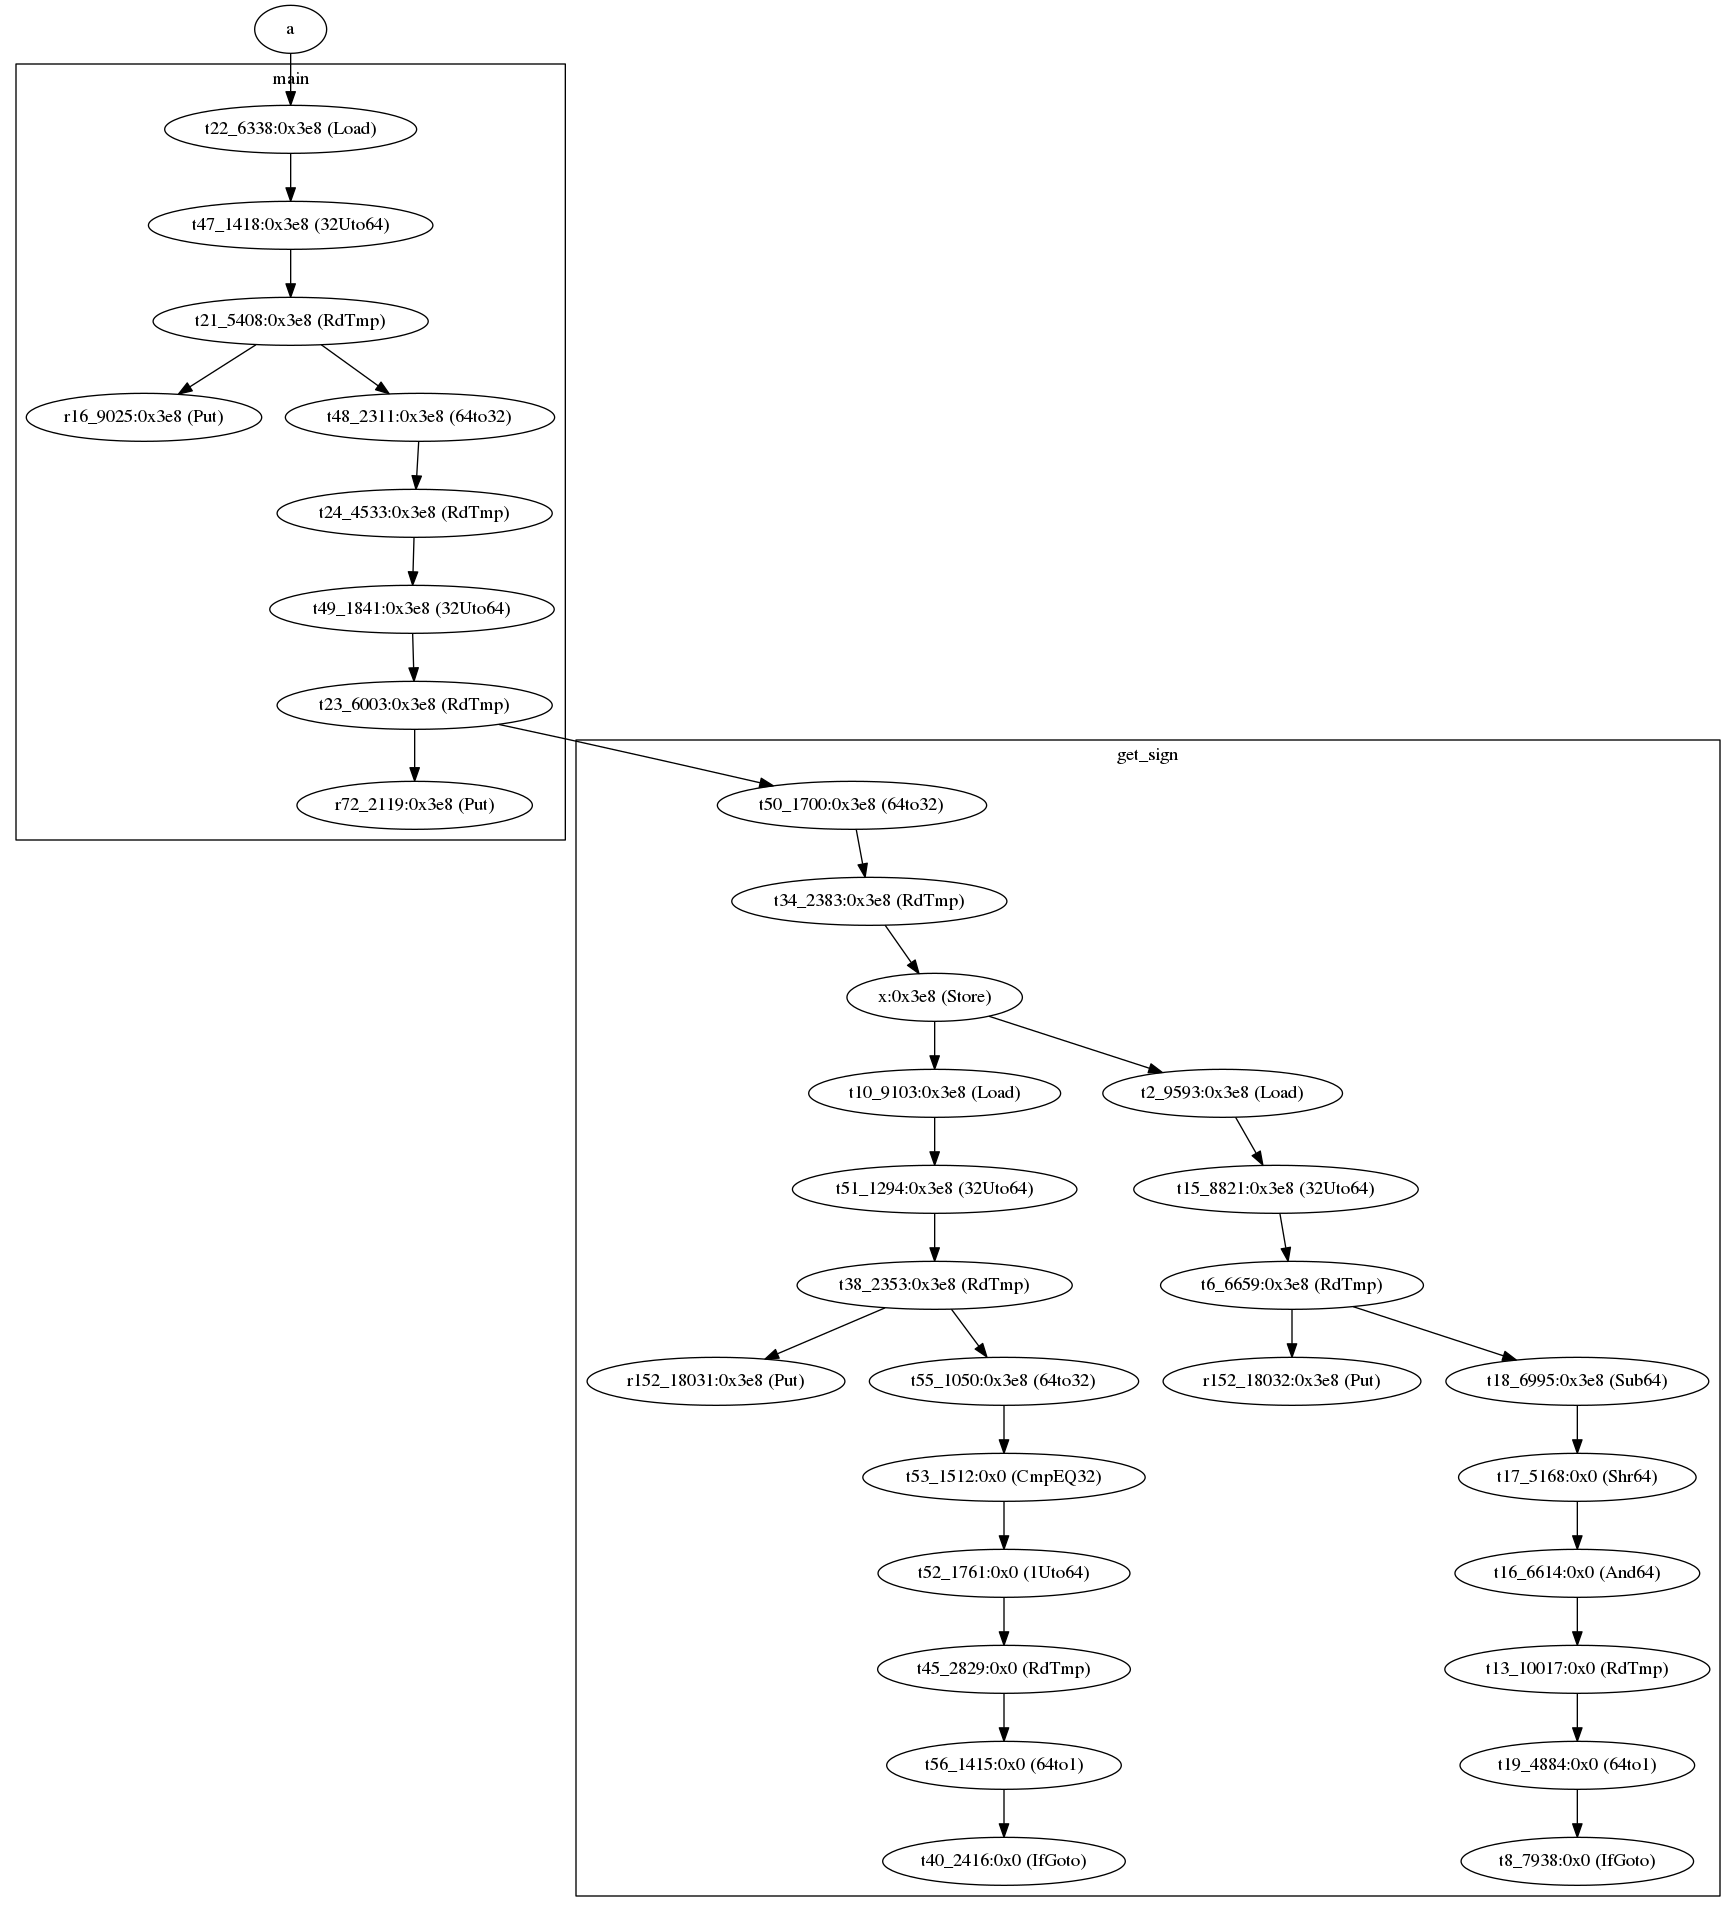 a
main
t22_6338:0x3e8 (Load)
t47_1418:0x3e8 (32Uto64)
t21_5408:0x3e8 (RdTmp)
r16_9025:0x3e8 (Put)
t48_2311:0x3e8 (64to32)
t24_4533:0x3e8 (RdTmp)
t49_1841:0x3e8 (32Uto64)
t23_6003:0x3e8 (RdTmp)
r72_2119:0x3e8 (Put)
get_sign
t50_1700:0x3e8 (64to32)
t34_2383:0x3e8 (RdTmp)
x:0x3e8 (Store)
t10_9103:0x3e8 (Load)
t2_9593:0x3e8 (Load)
t51_1294:0x3e8 (32Uto64)
t15_8821:0x3e8 (32Uto64)
t38_2353:0x3e8 (RdTmp)
t6_6659:0x3e8 (RdTmp)
r152_18031:0x3e8 (Put)
t55_1050:0x3e8 (64to32)
r152_18032:0x3e8 (Put)
t18_6995:0x3e8 (Sub64)
t53_1512:0x0 (CmpEQ32)
t17_5168:0x0 (Shr64)
t52_1761:0x0 (1Uto64)
t16_6614:0x0 (And64)
t45_2829:0x0 (RdTmp)
t13_10017:0x0 (RdTmp)
t56_1415:0x0 (64to1)
t19_4884:0x0 (64to1)
t40_2416:0x0 (IfGoto)
t8_7938:0x0 (IfGoto)